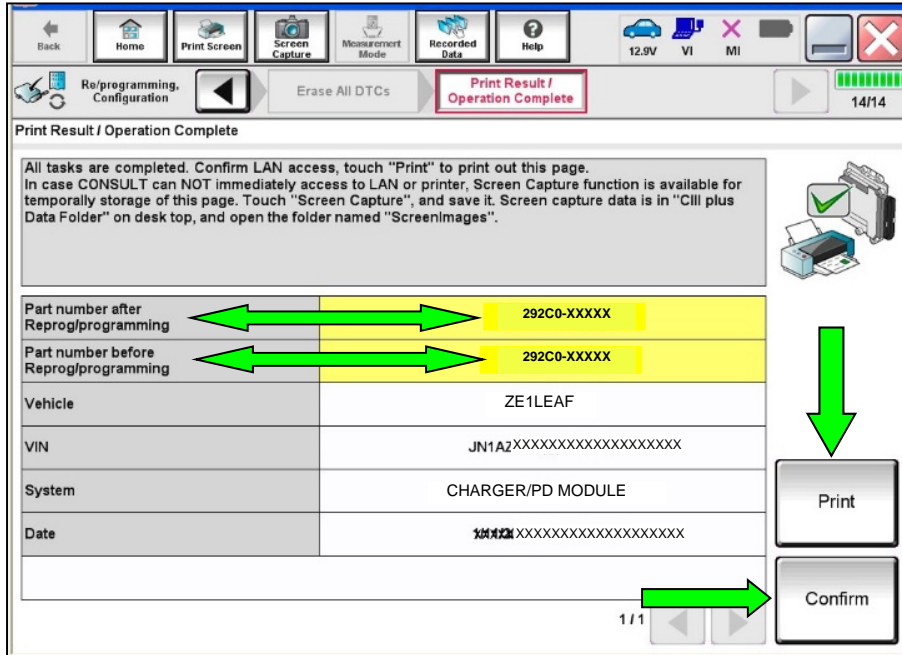 Back
Home
Print Screen
Screen
Capture
Measurement
Mode
Recorded
Data
Help
12.9V
VI
MI
Re/programming,
Configuration
Erase All DTCs
Print Result /
Operation Complete
14/14
Print Result / Operation Complete
All tasks are completed. Confirm LAN access, touch "Print" to print out this page.
In case CONSULT can NOT immediately access to LAN or printer, Screen Capture function is available for
temporally storage of this page. Touch "Screen Capture", and save it. Screen capture data is in "CIII plus
Data Folder" on desk top, and open the folder named "ScreenImages".
Part number after
Reprog/programming
292C0-XXXXX
Part number before
Reprog/programming
292C0-XXXXX
Vehicle
ZE1LEAF
VIN
JN1AZXXXXXXXXXXXXXXXXXXX
System
CHARGER/PD MODULE
Date
XXXXXXXXXXXXXXXXXXX
Print
Confirm
1/1